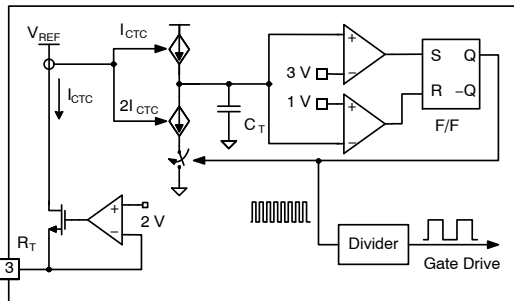 V_REF
I_CTC
I_CTC
2I_CTC
C_T
+
−
3 V
1 V
+
−
S Q
R −Q
F/F
+
−
2 V
R_T
3
Divider
Gate Drive